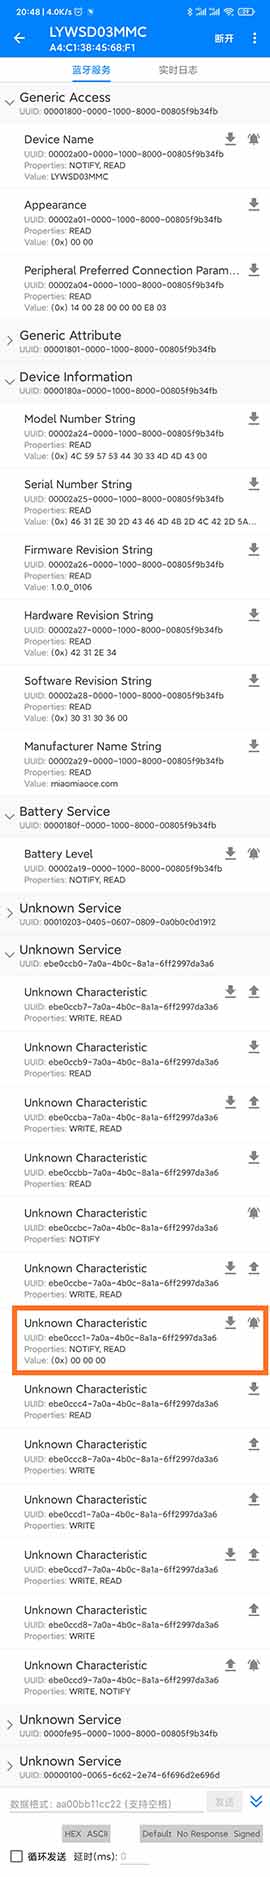 20:48 | 4.0K/s
LYWSD03MMC
A4:C1:38:45:68:F1
断开
蓝牙服务
实时日志
Generic Access
UUID: 00001800-0000-1000-8000-00805f9b34fb
Device Name
UUID: 00002a00-0000-1000-8000-00805f9b34fb
Properties: NOTIFY, READ
Value: LYWSD03MMC
Appearance
UUID: 00002a01-0000-1000-8000-00805f9b34fb
Properties: READ
Value: (0x) 00 00
Peripheral Preferred Connection Param...
UUID: 00002a04-0000-1000-8000-00805f9b34fb
Properties: READ
Value: (0x) 14 00 28 00 00 00 E8 03
Generic Attribute
UUID: 00001801-0000-1000-8000-00805f9b34fb
Device Information
UUID: 0000180a-0000-1000-8000-00805f9b34fb
Model Number String
UUID: 00002a24-0000-1000-8000-00805f9b34fb
Properties: READ
Value: (0x) 4C 59 57 53 44 30 33 4D 4D 43 00
Serial Number String
UUID: 00002a25-0000-1000-8000-00805f9b34fb
Properties: READ
Value: (0x) 46 31 2E 30 2D 43 46 4D 4B 2D 4C 42 2D 5A...
Firmware Revision String
UUID: 00002a26-0000-1000-8000-00805f9b34fb
Properties: READ
Value: 1.0.0_0106
Hardware Revision String
UUID: 00002a27-0000-1000-8000-00805f9b34fb
Properties: READ
Value: (0x) 42 31 2E 34
Software Revision String
UUID: 00002a28-0000-1000-8000-00805f9b34fb
Properties: READ
Value: (0x) 30 31 30 36 00
Manufacturer Name String
UUID: 00002a29-0000-1000-8000-00805f9b34fb
Properties: READ
Value: miaomiaoce.com
Battery Service
UUID: 0000180f-0000-1000-8000-00805f9b34fb
Battery Level
UUID: 00002a19-0000-1000-8000-00805f9b34fb
Properties: NOTIFY, READ
Unknown Service
UUID: 00010203-0405-0607-0809-0a0b0c0d1912
Unknown Service
UUID: ebe0ccb0-7a0a-4b0c-8a1a-6ff2997da3a6
Unknown Characteristic
UUID: ebe0ccb7-7a0a-4b0c-8a1a-6ff2997da3a6
Properties: WRITE, READ
Unknown Characteristic
UUID: ebe0ccb9-7a0a-4b0c-8a1a-6ff2997da3a6
Properties: READ
Unknown Characteristic
UUID: ebe0ccba-7a0a-4b0c-8a1a-6ff2997da3a6
Properties: WRITE, READ
Unknown Characteristic
UUID: ebe0ccbb-7a0a-4b0c-8a1a-6ff2997da3a6
Properties: READ
Unknown Characteristic
UUID: ebe0ccbc-7a0a-4b0c-8a1a-6ff2997da3a6
Properties: NOTIFY
Unknown Characteristic
UUID: ebe0ccbe-7a0a-4b0c-8a1a-6ff2997da3a6
Properties: WRITE, READ
Unknown Characteristic
UUID: ebe0ccc1-7a0a-4b0c-8a1a-6ff2997da3a6
Properties: NOTIFY, READ
Value: (0x) 00 00 00
Unknown Characteristic
UUID: ebe0ccc4-7a0a-4b0c-8a1a-6ff2997da3a6
Properties: READ
Unknown Characteristic
UUID: ebe0ccc8-7a0a-4b0c-8a1a-6ff2997da3a6
Properties: WRITE
Unknown Characteristic
UUID: ebe0ccd1-7a0a-4b0c-8a1a-6ff2997da3a6
Properties: WRITE
Unknown Characteristic
UUID: ebe0ccd7-7a0a-4b0c-8a1a-6ff2997da3a6
Properties: WRITE, READ
Unknown Characteristic
UUID: ebe0ccd8-7a0a-4b0c-8a1a-6ff2997da3a6
Properties: WRITE
Unknown Characteristic
UUID: ebe0ccd9-7a0a-4b0c-8a1a-6ff2997da3a6
Properties: WRITE, NOTIFY
Unknown Service
UUID: 0000fe95-0000-1000-8000-00805f9b34fb
Unknown Service
UUID: 00000100-0065-6c62-2e74-6f696d2e696d
数据格式: aa00bb11cc22 (支持空格)
发送
HEX ASCII
Default No Response Signed
循环发送 延时(ms): 0